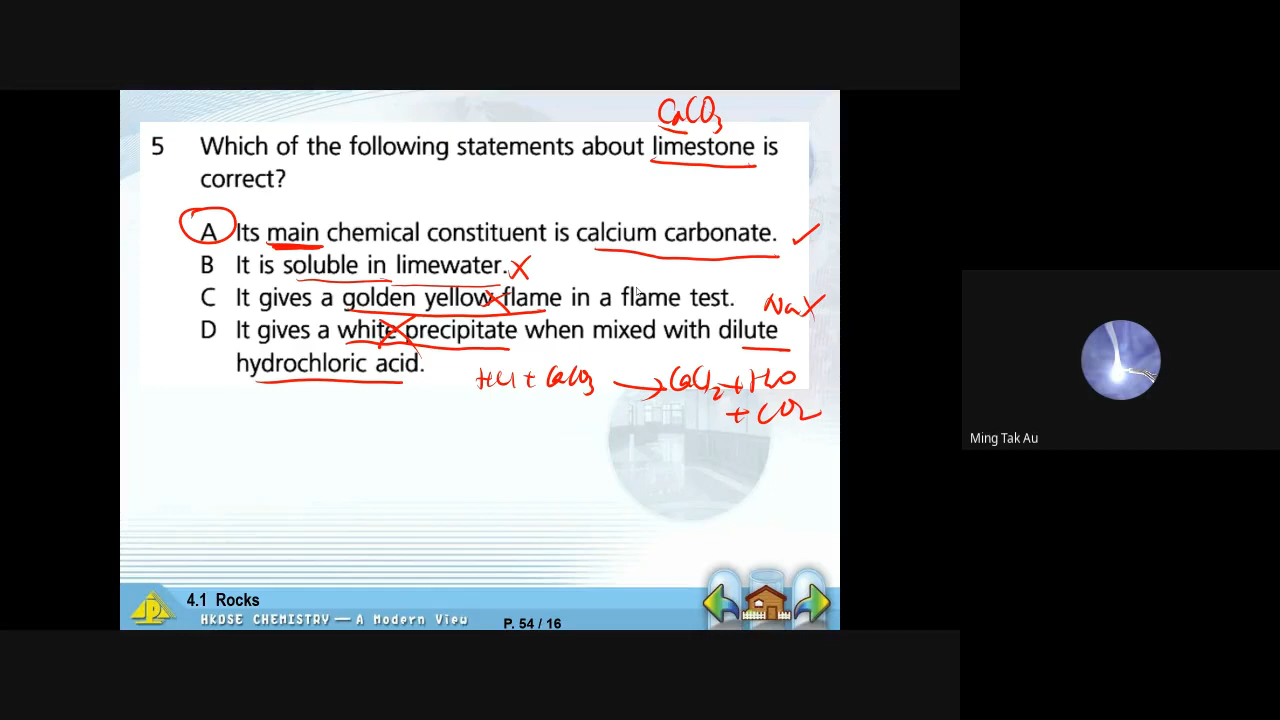 CaCO3
5 Which of the following statements about limestone is
correct?
A Its main chemical constituent is calcium carbonate. ✓
B It is soluble in limewater. X
C It gives a golden yellow flame in a flame test.
Na X
D It gives a white precipitate when mixed with dilute
hydrochloric acid.
HCl + CaCO3 → CaCl2 + H2O
+ CO2
Ming Tak Au
4.1 Rocks
HKDSE CHEMISTRY — A Modern View
P. 54 / 16